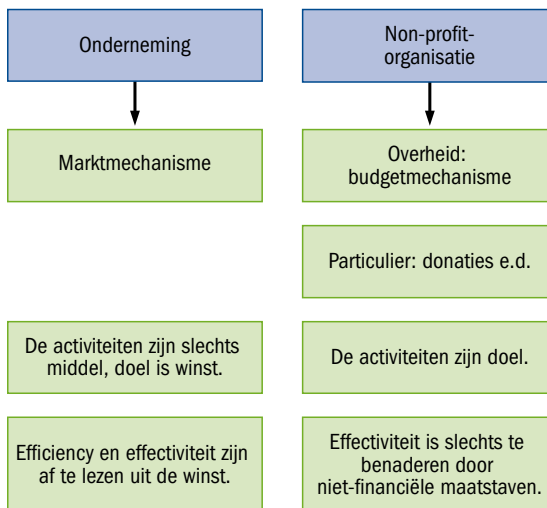 Onderneming
Non-profit-
organisatie
Marktmechanisme
Overheid:
budgetmechanisme
Particulier: donaties e.d.
De activiteiten zijn slechts
middel, doel is winst.
De activiteiten zijn doel.
Efficiency en effectiviteit zijn
af te lezen uit de winst.
Effectiviteit is slechts te
benaderen door
niet-financiële maatstaven.